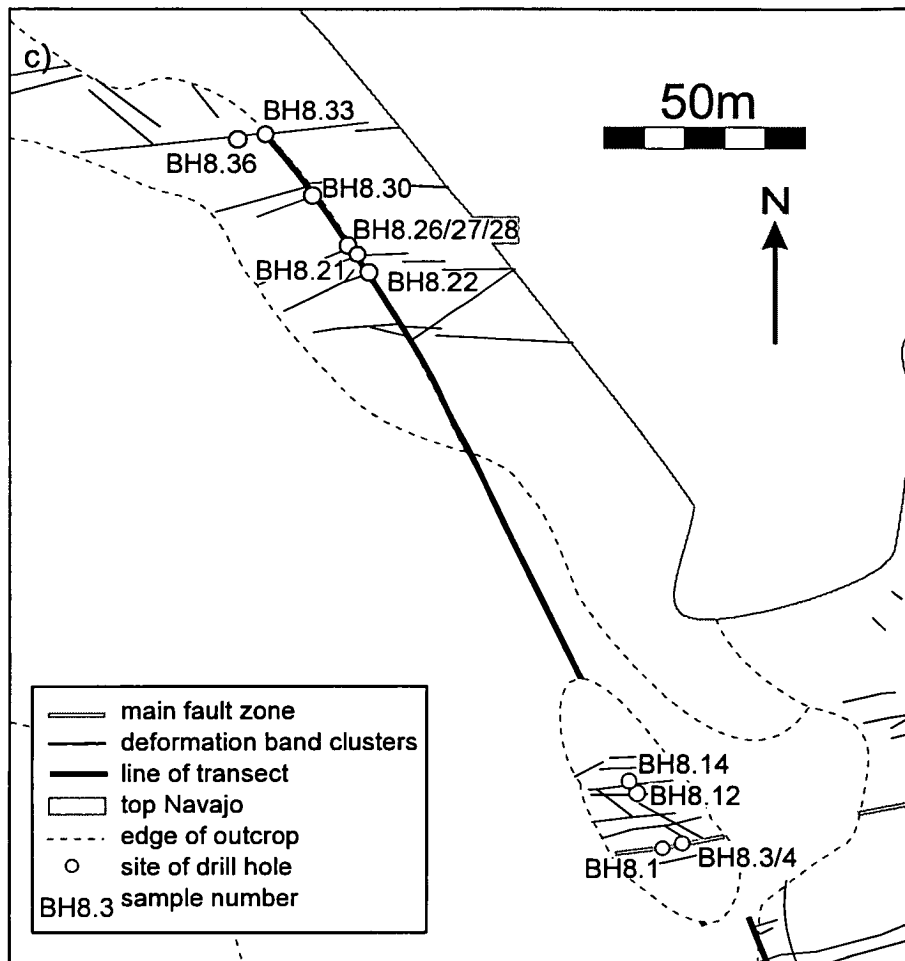 c)
BH8.33
50m
BH8.36
BH8.30
N
BH8.26/27/28
BH8.21
BH8.22
main fault zone
deformation band clusters
line of transect
top Navajo
edge of outcrop
site of drill hole
BH8.3 sample number
BH8.14
BH8.12
BH8.1
BH8.3/4